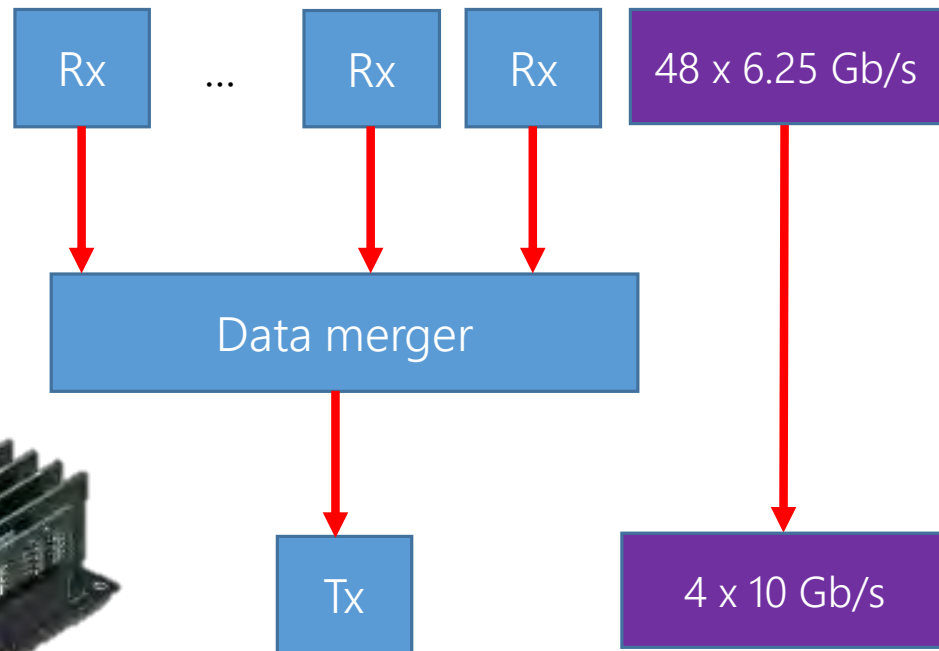 Rx
...
Rx
Rx
48 x 6.25 Gb/s
Data merger
Tx
4 x 10 Gb/s